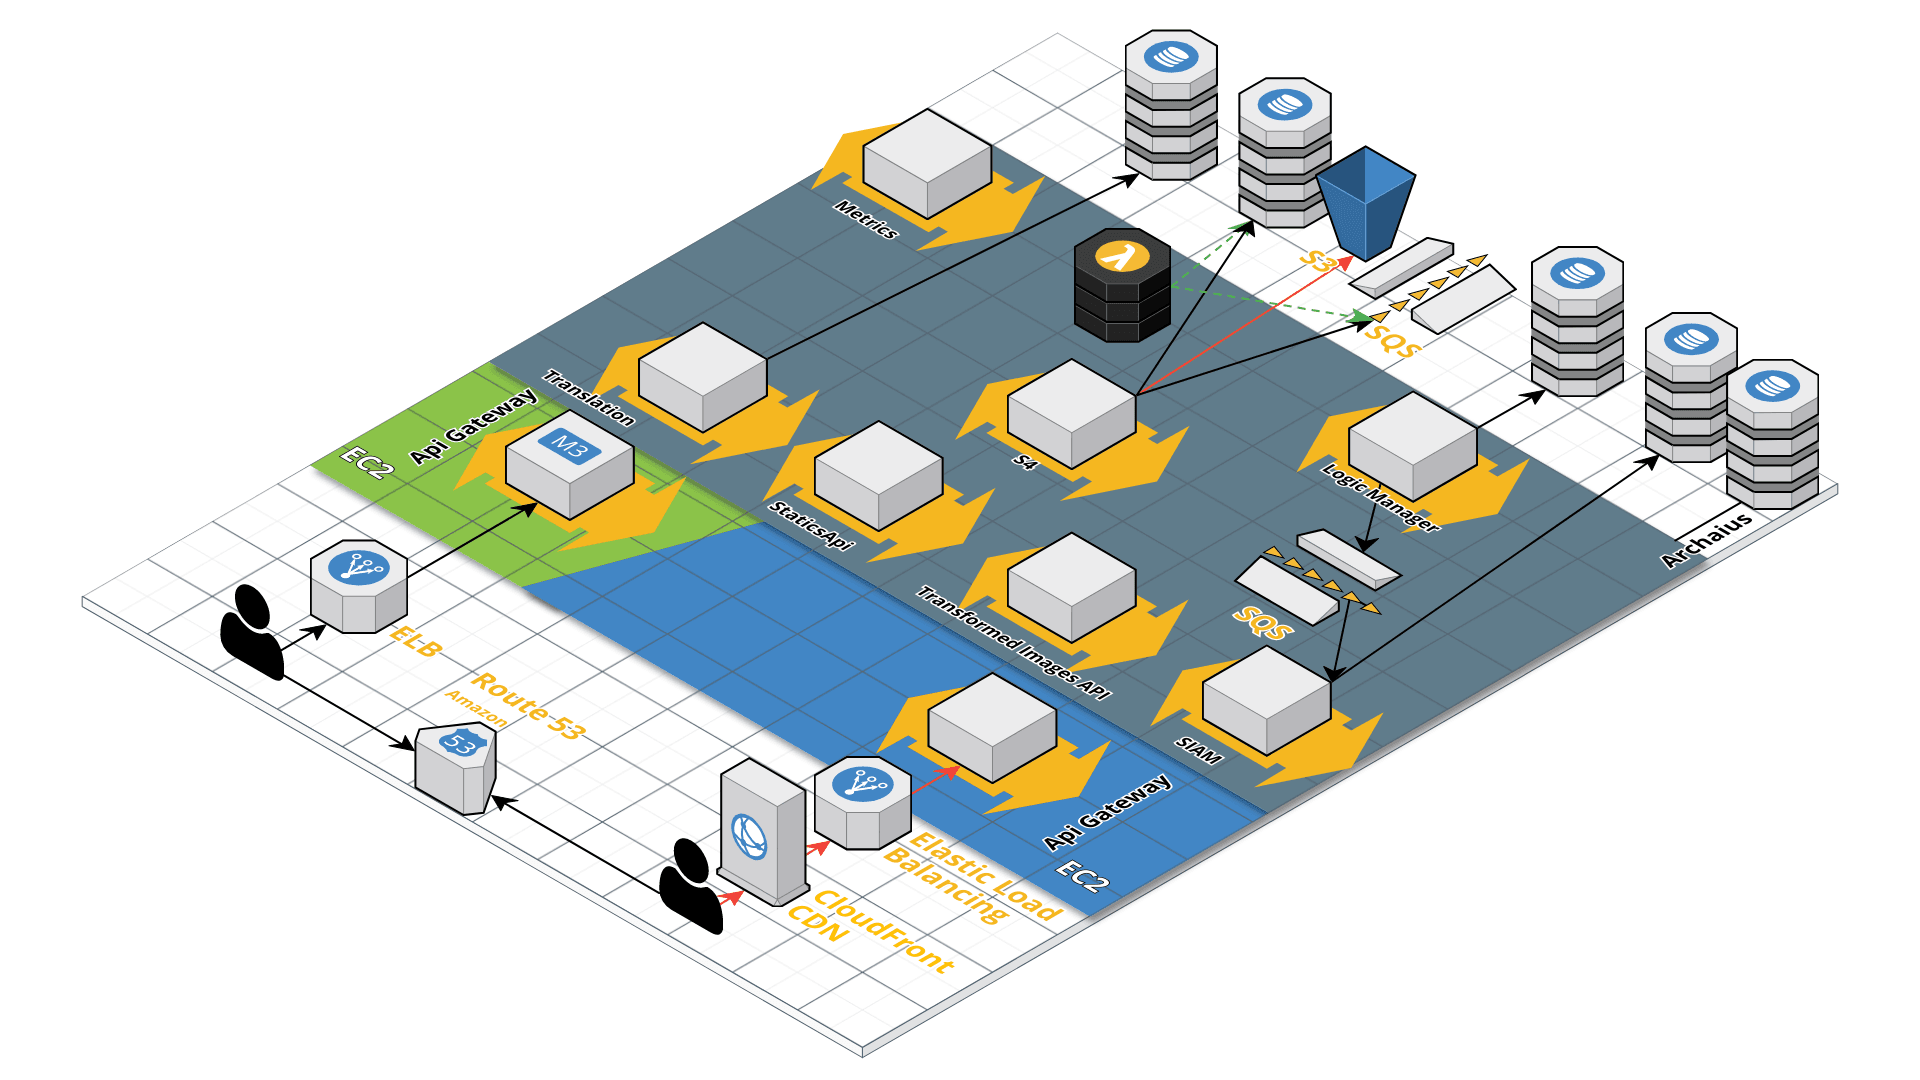 Metrics
S3
SQS
Translation
Api Gateway
EC2
M3
S4
StaticsApi
Logic Manager
Archaius
Transformed Images API
SQS
ELB
Route 53
Amazon
53
SIAM
Api Gateway
EC2
Elastic Load
Balancing
CloudFront
CDN
λ